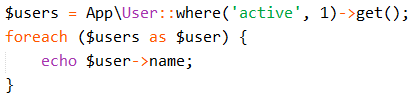 $users = App\User::where('active', 1)->get();
foreach ($users as $user) {
    echo $user->name;
}